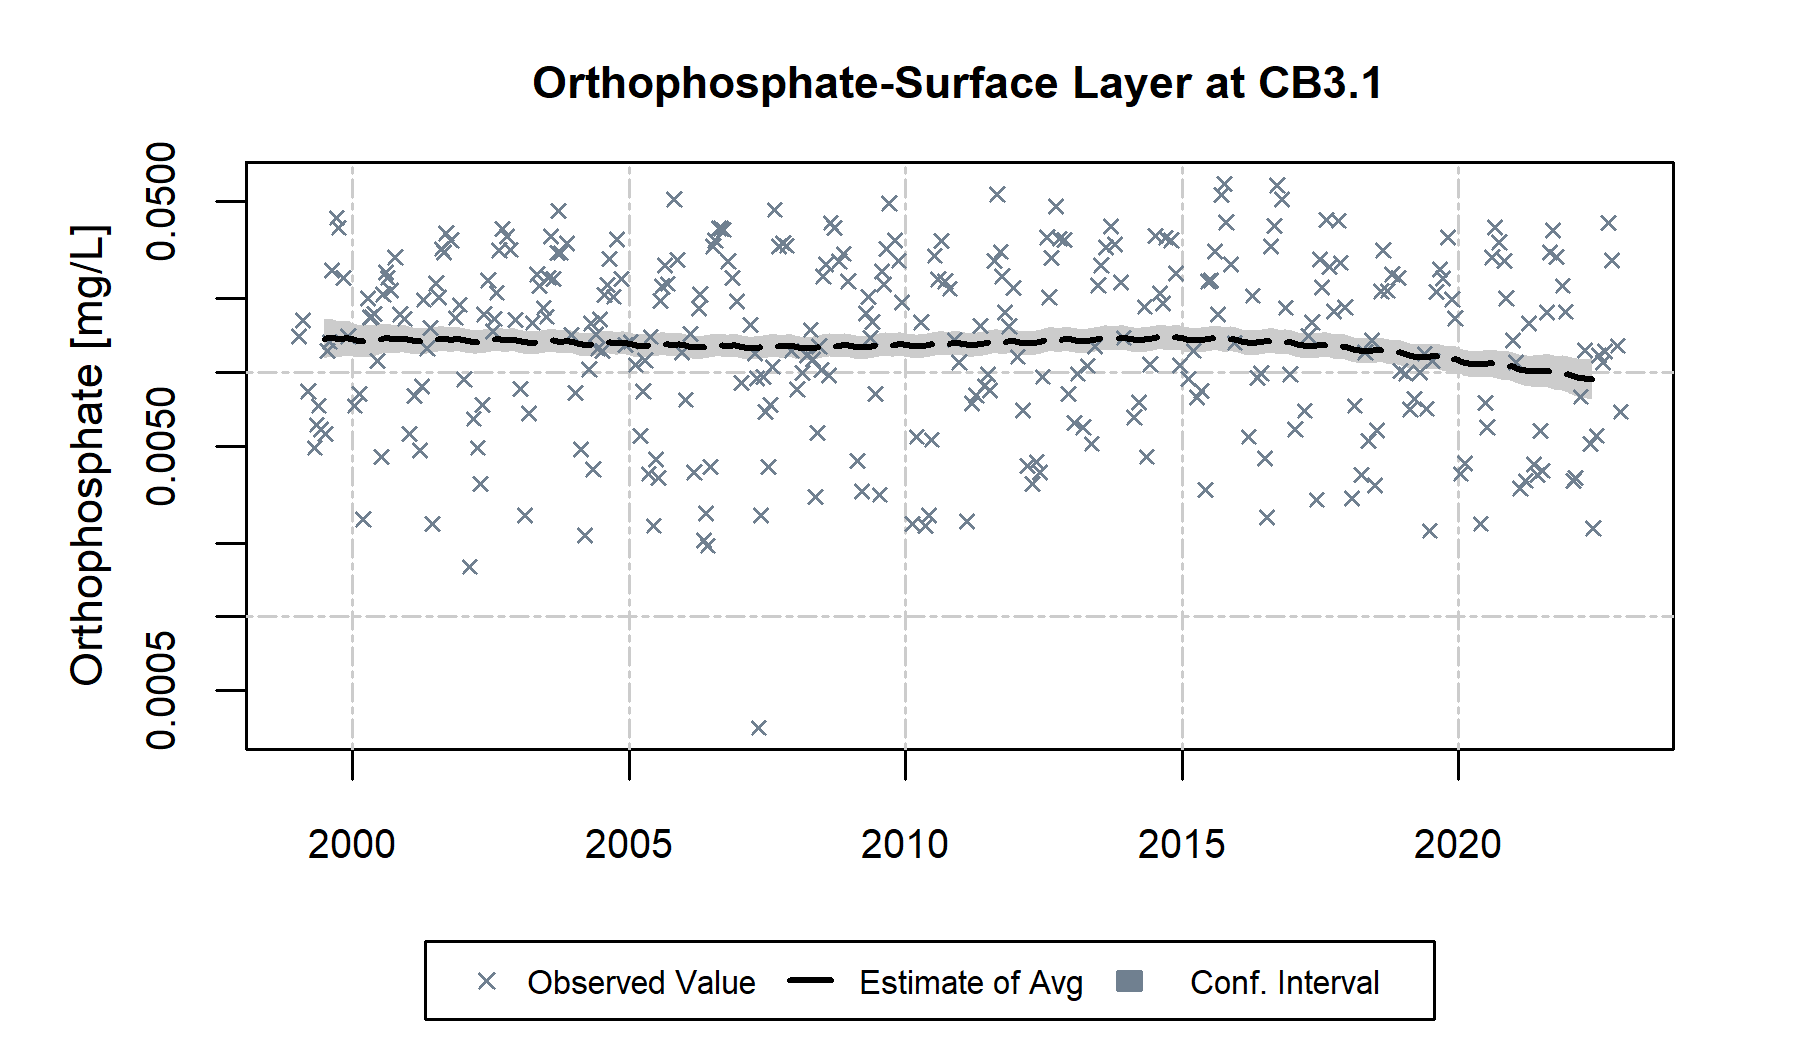 Orthophosphate-Surface Layer at CB3.1
Orthophosphate [mg/L]
0.0500
0.0050
0.0005
2000 2005 2010 2015 2020
Observed Value Estimate of Avg Conf. Interval